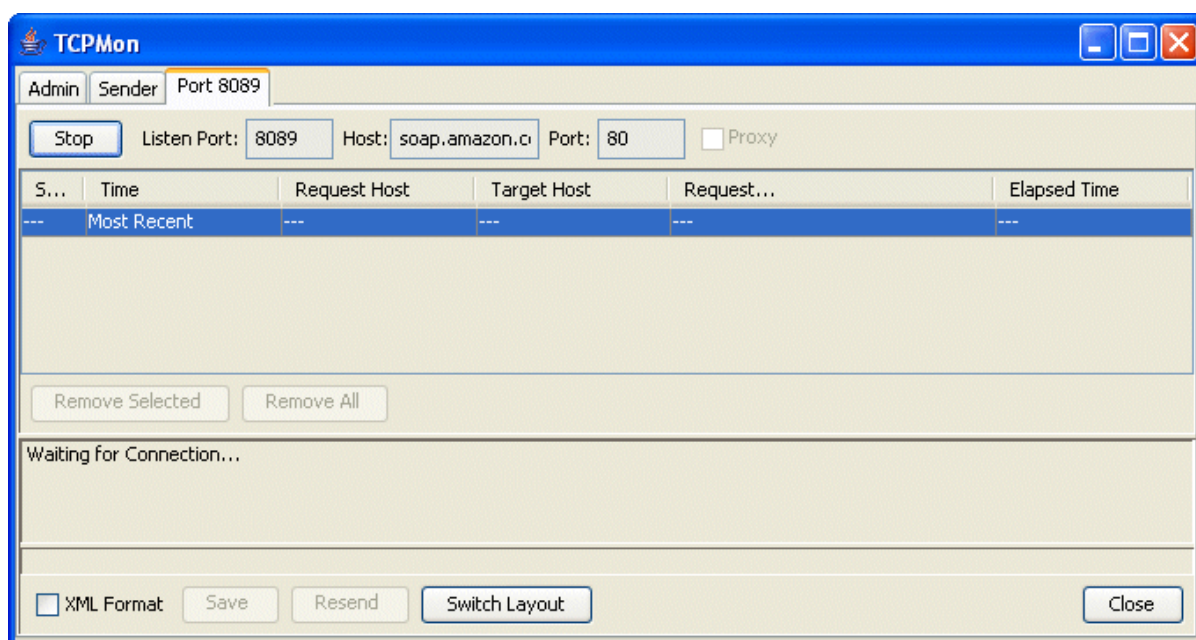 TCPMon
Admin Sender Port 8089
Stop Listen Port: 8089 Host: soap.amazon.c Port: 80 Proxy
S... Time Request Host Target Host Request... Elapsed Time
--- Most Recent --- --- --- ---
Remove Selected Remove All
Waiting for Connection...
XML Format Save Resend Switch Layout Close